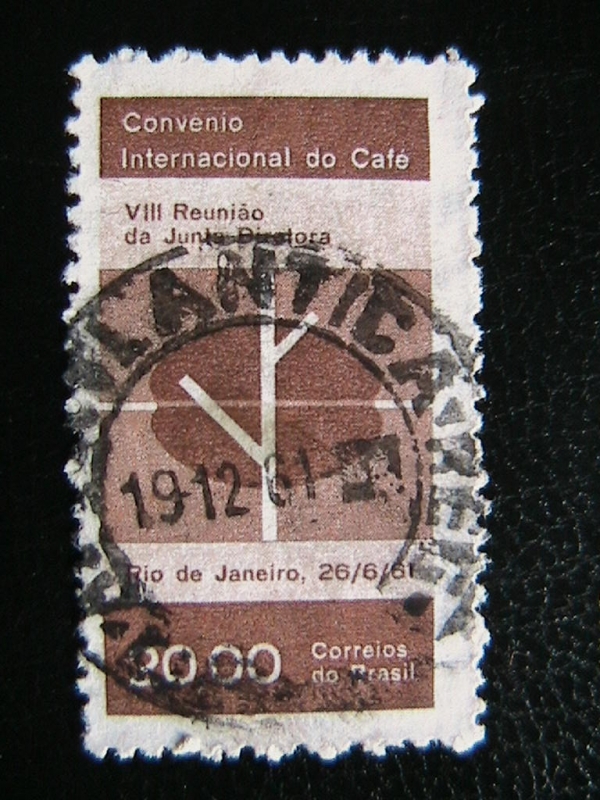 Convenio
Internacional do Café
VIII Reunião
da Junta Diretora
ATLANTICA
19-12 61
Rio de Janeiro, 26/6/61
20 00
Correios
do Brasil